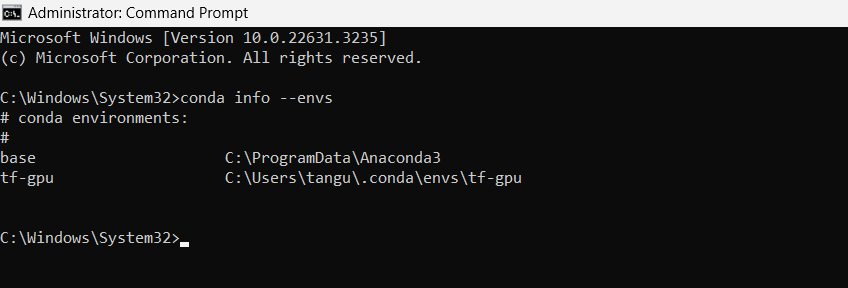 Administrator: Command Prompt
Microsoft Windows [Version 10.0.22631.3235]
(c) Microsoft Corporation. All rights reserved.
C:\Windows\System32>conda info --envs
# conda environments:
#
base                     C:\ProgramData\Anaconda3
tf-gpu                   C:\Users\tangu\.conda\envs\tf-gpu
C:\Windows\System32>